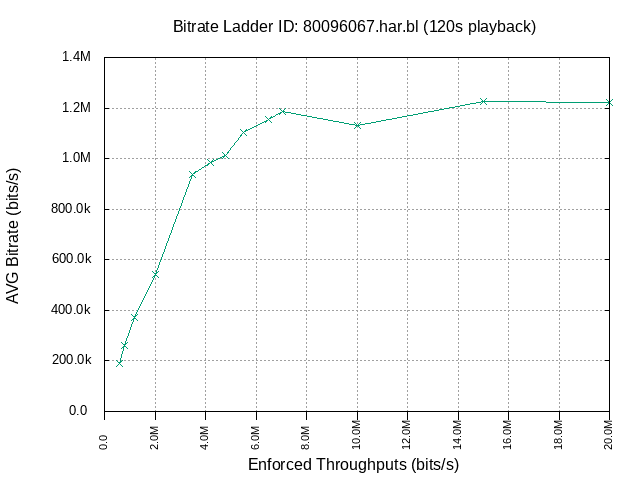 Bitrate Ladder ID: 80096067.har.bl (120s playback)
1.4M
1.2M
1.0M
800.0k
600.0k
400.0k
200.0k
0.0
AVG Bitrate (bits/s)
0.0
2.0M
4.0M
6.0M
8.0M
10.0M
12.0M
14.0M
16.0M
18.0M
20.0M
Enforced Throughputs (bits/s)